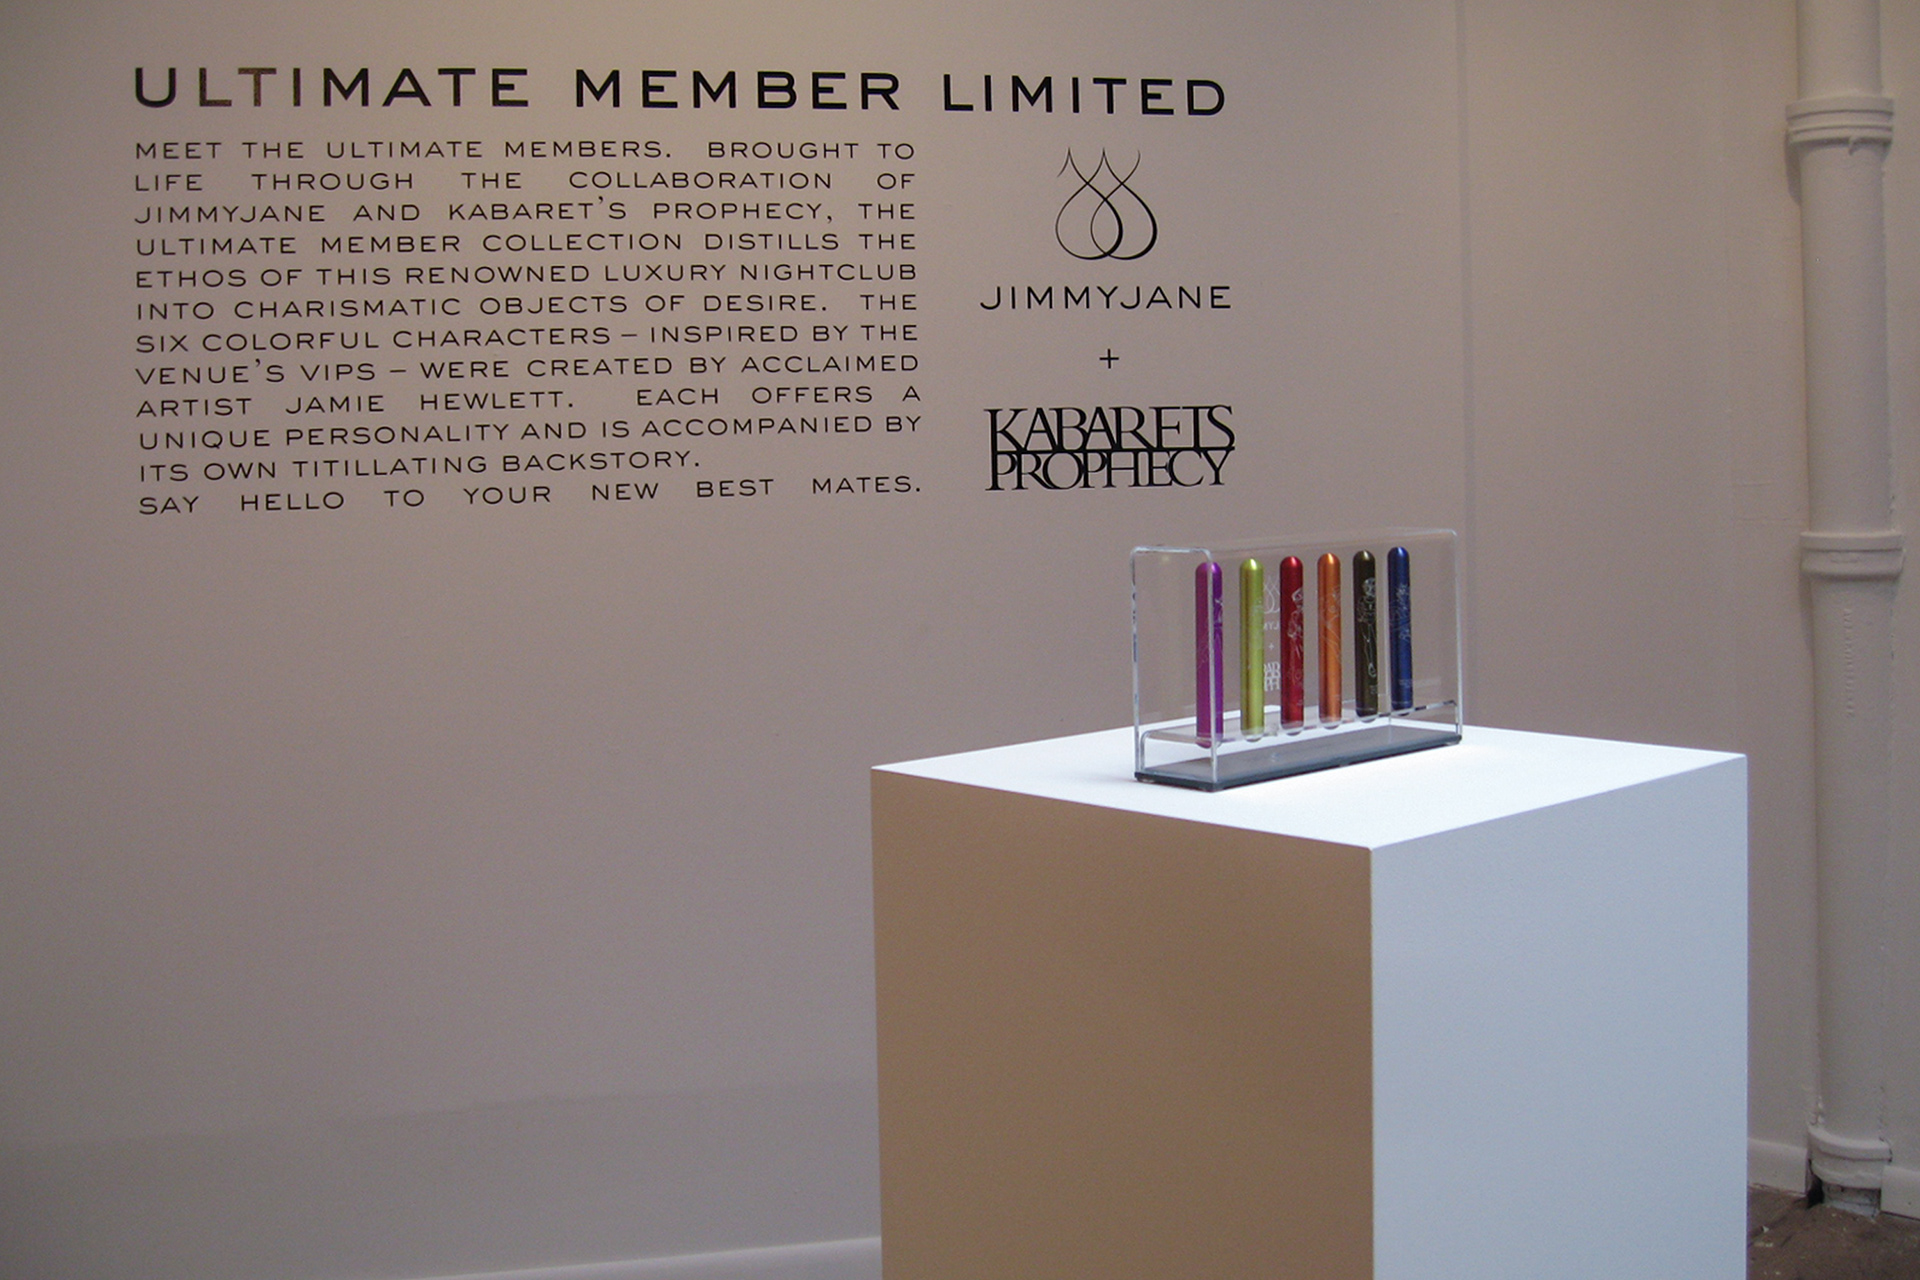 ULTIMATE MEMBER LIMITED
MEET THE ULTIMATE MEMBERS. BROUGHT TO
LIFE THROUGH THE COLLABORATION OF
JIMMYJANE AND KABARET'S PROPHECY, THE
ULTIMATE MEMBER COLLECTION DISTILLS THE
ETHOS OF THIS RENOWNED LUXURY NIGHTCLUB
INTO CHARISMATIC OBJECTS OF DESIRE. THE
SIX COLORFUL CHARACTERS – INSPIRED BY THE
VENUE'S VIPS – WERE CREATED BY ACCLAIMED
ARTIST JAMIE HEWLETT. EACH OFFERS A
UNIQUE PERSONALITY AND IS ACCOMPANIED BY
ITS OWN TITILLATING BACKSTORY.
SAY HELLO TO YOUR NEW BEST MATES.
JIMMYJANE
+
KABARETS
PROPHECY